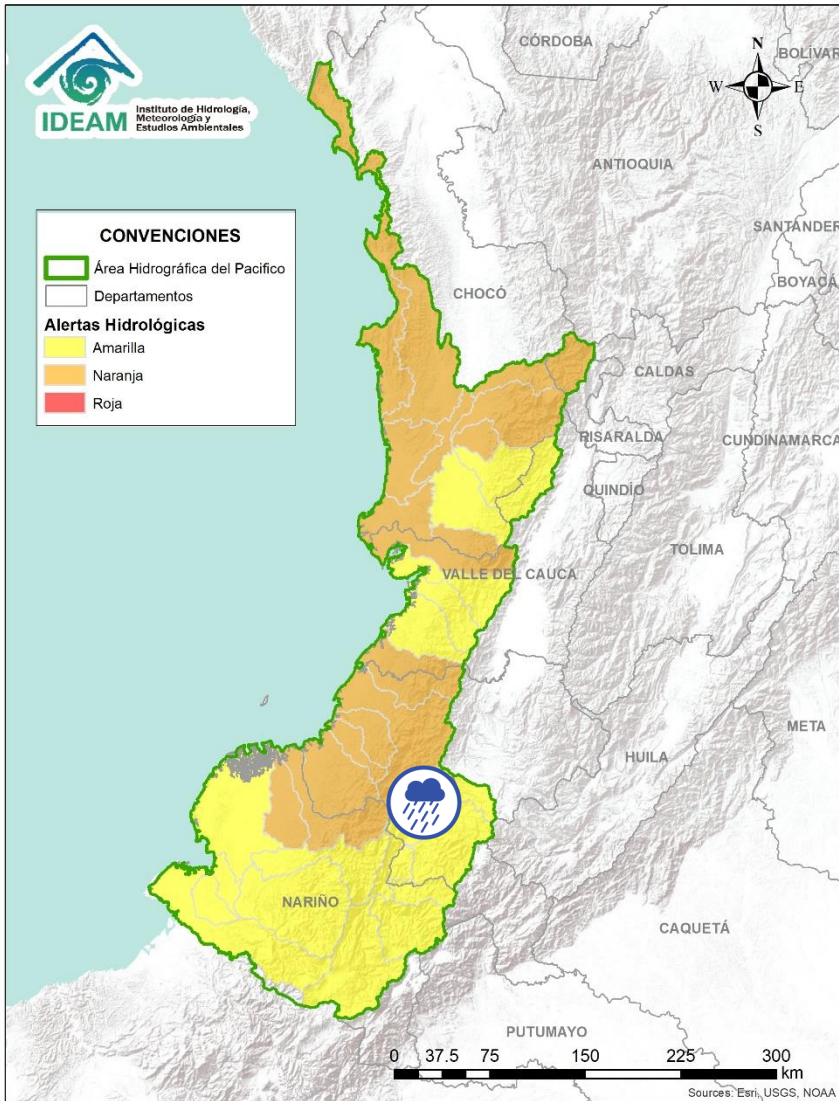 IDEAM
Instituto de Hidrología,
Meteorología y
Estudios Ambientales
N
W
E
S
CÓRDOBA
BOLÍVAR
ANTIOQUIA
SANTANDER
BOYACÁ
CONVENCIONES
Área Hidrográfica del Pacifico
Departamentos
Alertas Hidrológicas
Amarilla
Naranja
Roja
CHOCÓ
CALDAS
RISARALDA
CUNDINAMARCA
QUINDÍO
TOLIMA
VALLE DEL CAUCA
META
HUILA
NARIÑO
CAQUETÁ
PUTUMAYO
0 37.5 75 150 225 300
km
Sources: Esri, USGS, NOAA